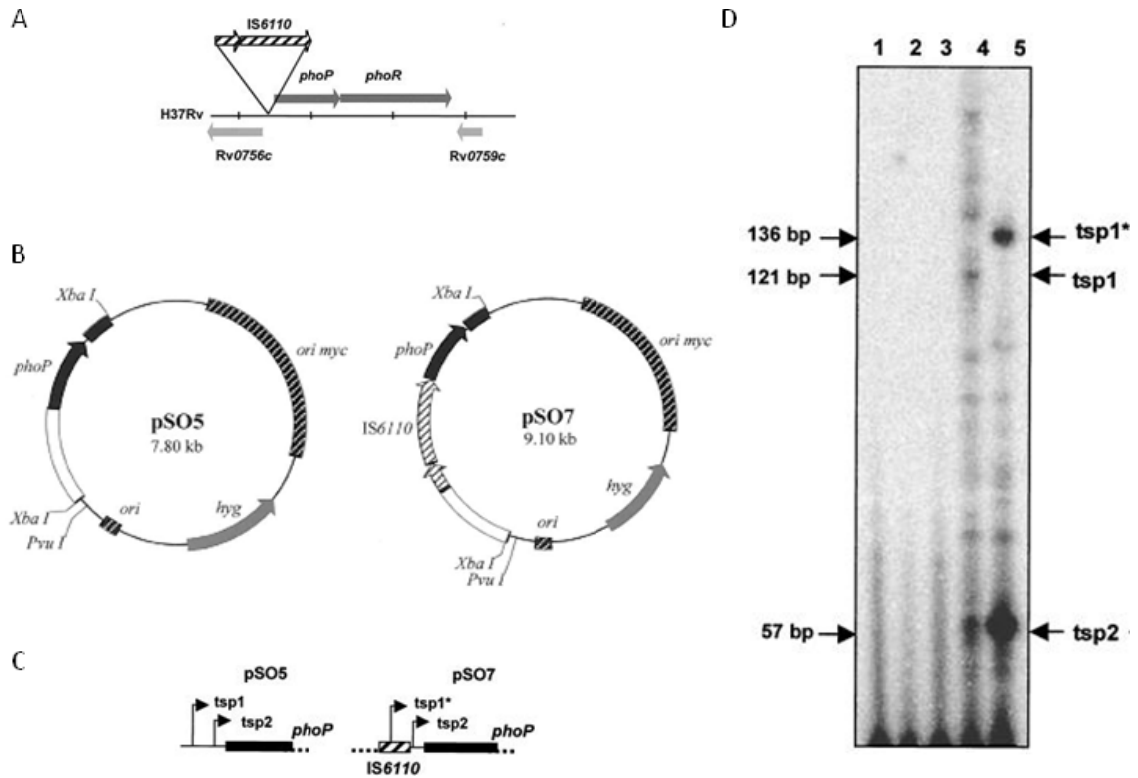 A
IS6110
phoP phoR
H37Rv
Rv0756c Rv0759c
B
Xba I
phoP
ori myc
pSO5
7.80 kb
hyg
ori
Xba I
Pvu I
Xba I
phoP
ori myc
IS6110
pSO7
9.10 kb
hyg
ori
Xba I
Pvu I
C
pSO5
tsp1
tsp2
phoP
pSO7
tsp1*
tsp2
phoP
IS6110
D
1 2 3 4 5
136 bp tsp1*
121 bp tsp1
57 bp tsp2